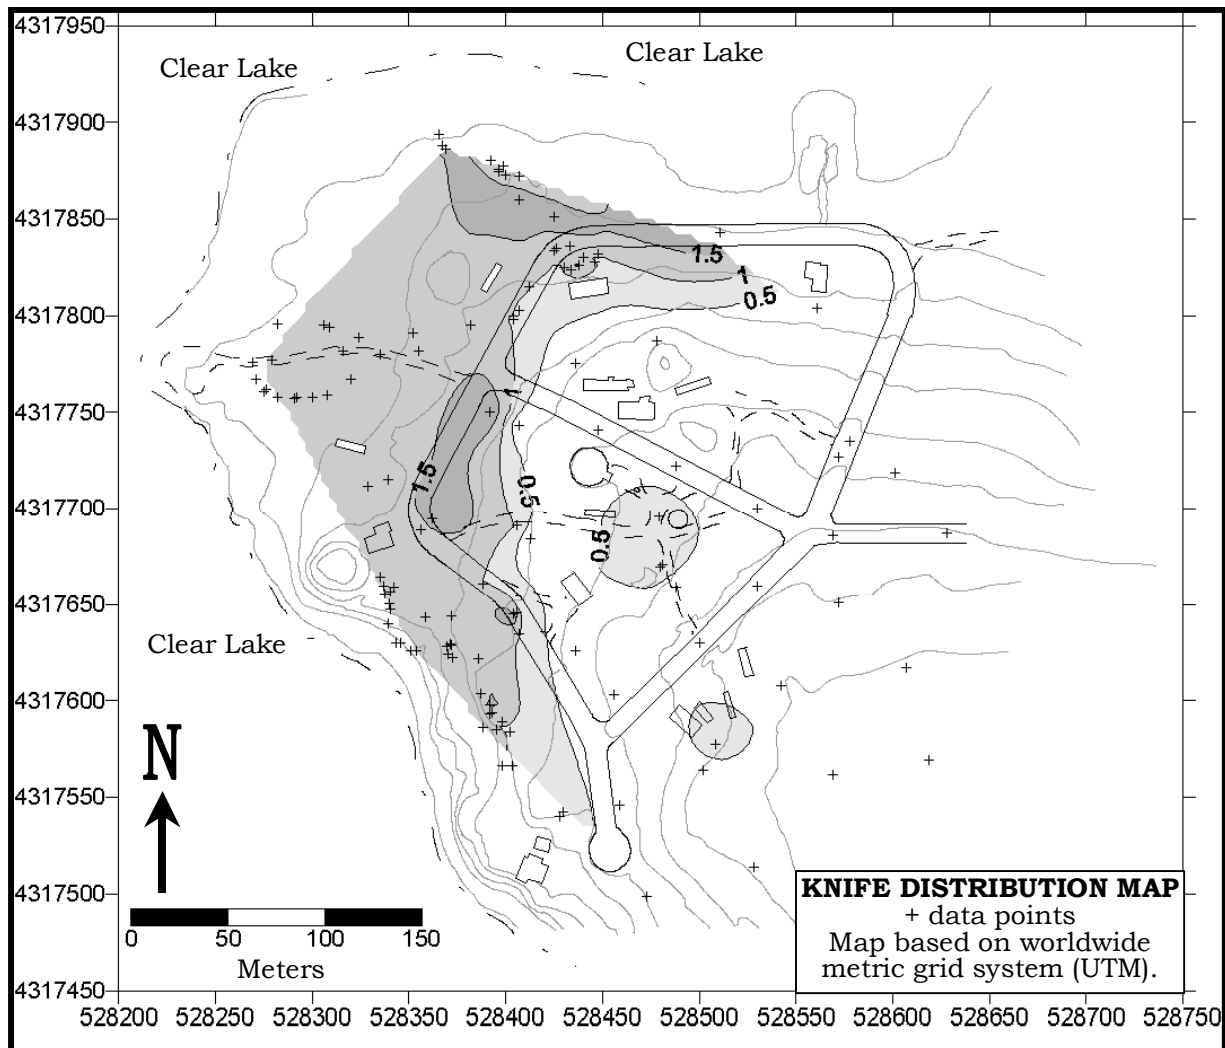 4317950
Clear Lake
Clear Lake
4317900
4317850
1.5
1
0.5
4317800
4317750
1
1.5
0.5
4317700
0.5
4317650
Clear Lake
4317600
N
4317550
4317500
KNIFE DISTRIBUTION MAP
+ data points
Map based on worldwide
metric grid system (UTM).
0 50 100 150
Meters
4317450
528200 528250 528300 528350 528400 528450 528500 528550 528600 528650 528700 528750